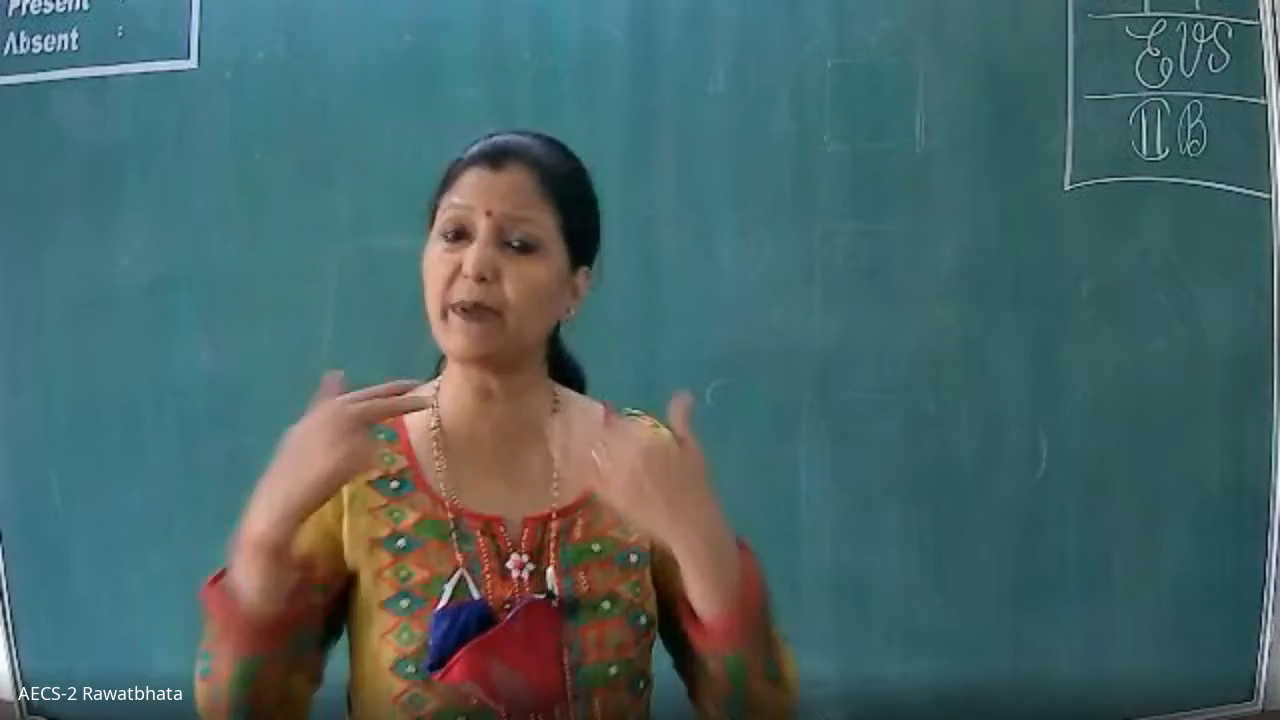 Present :
Absent :
EVS
II B
AECS-2 Rawatbhata